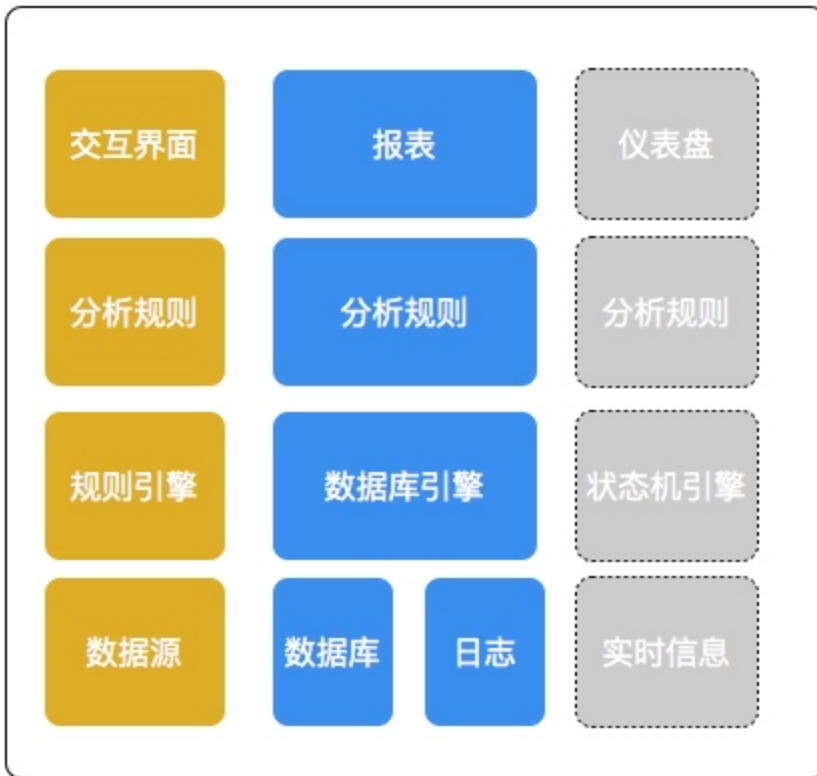 交互界面
报表
仪表盘
分析规则
分析规则
分析规则
规则引擎
数据库引擎
状态机引擎
数据源
数据库
日志
实时信息